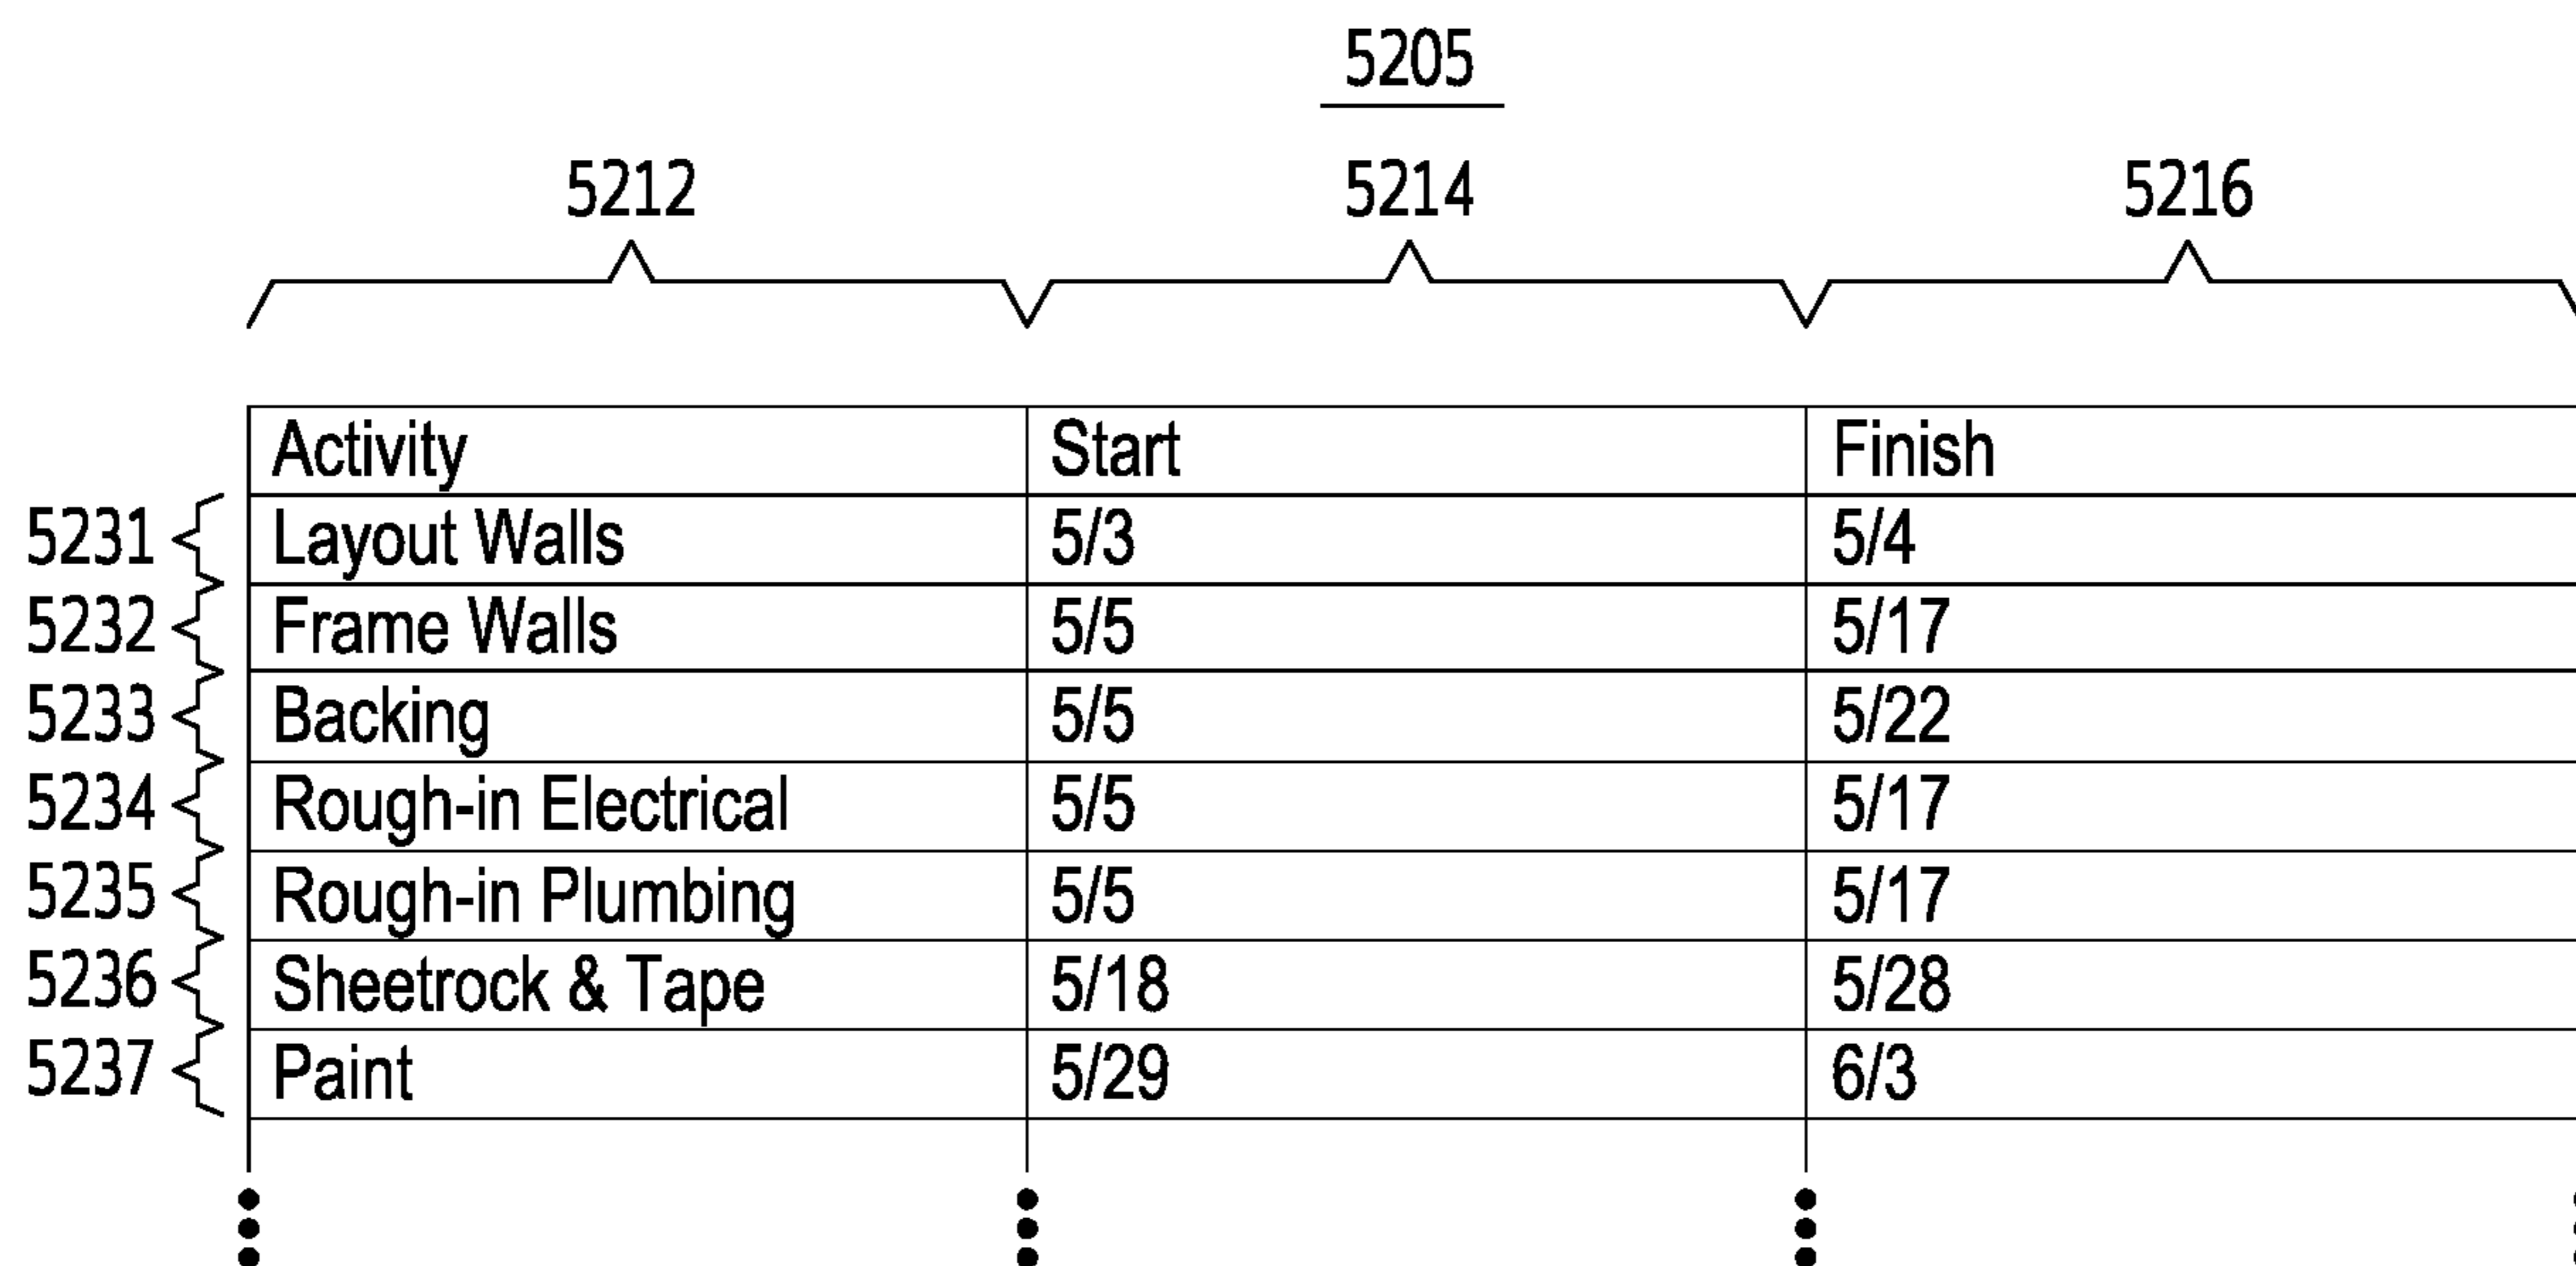 5205
5212 5214 5216
Activity Start Finish
5231 Layout Walls 5/3 5/4
5232 Frame Walls 5/5 5/17
5233 Backing 5/5 5/22
5234 Rough-in Electrical 5/5 5/17
5235 Rough-in Plumbing 5/5 5/17
5236 Sheetrock & Tape 5/18 5/28
5237 Paint 5/29 6/3